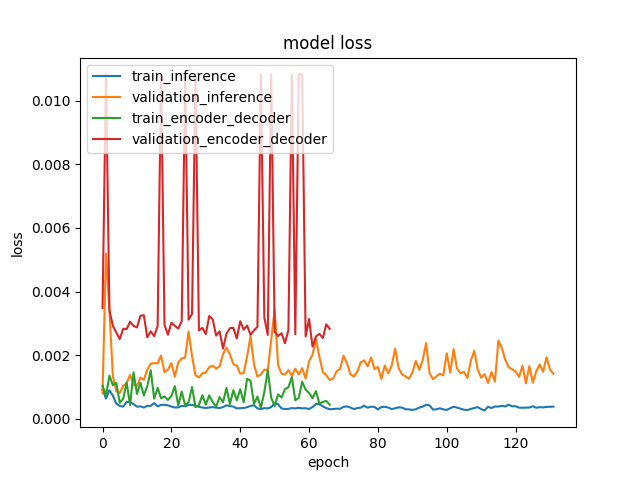 model loss
train_inference
validation_inference
train_encoder_decoder
validation_encoder_decoder
0.010
0.008
0.006
0.004
0.002
0.000
loss
0 20 40 60 80 100 120
epoch